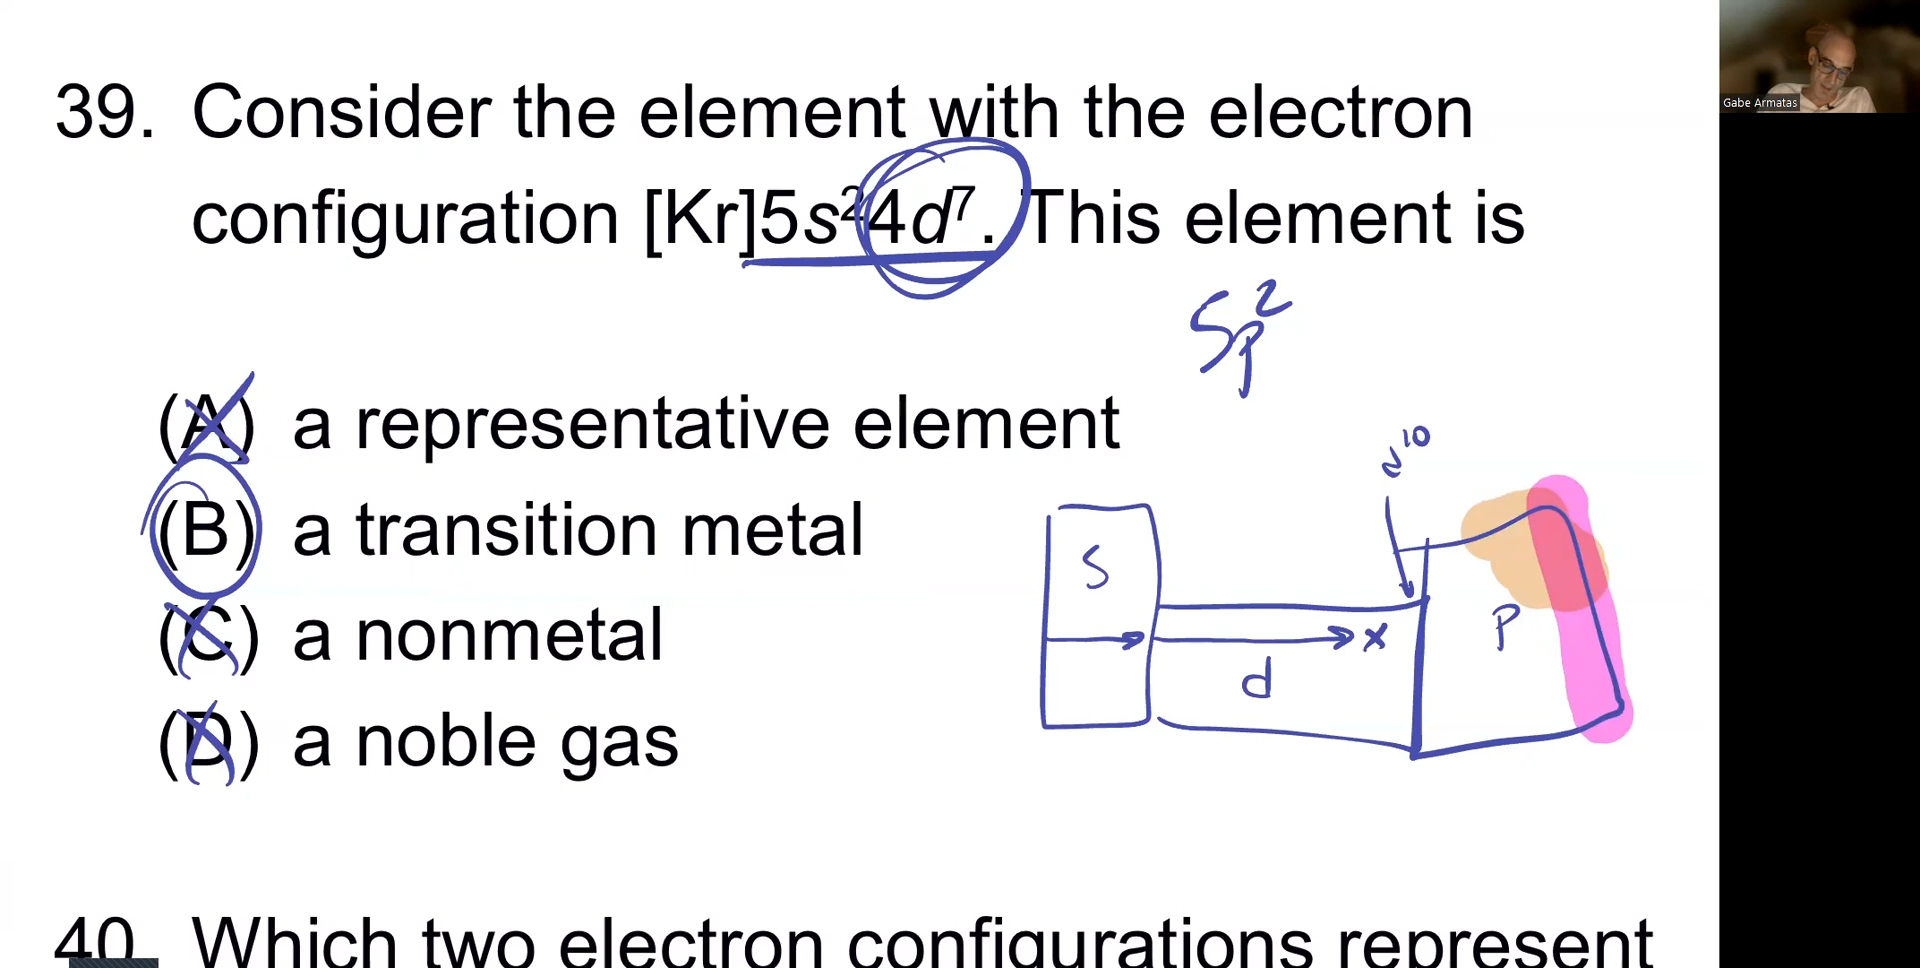 Gabe Armatas
39. Consider the element with the electron
configuration [Kr]5s²4d⁷. This element is
Sp²
(A) a representative element
d¹⁰
(B) a transition metal
S
(C) a nonmetal
x
P
d
(D) a noble gas
40. Which two electron configurations represent